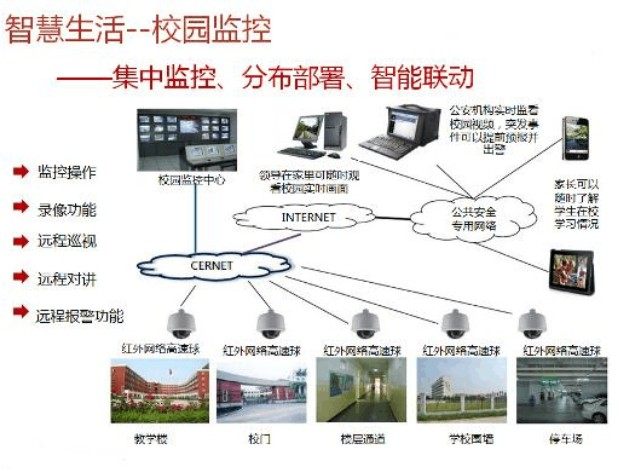 智慧生活--校园监控
——集中监控、分布部署、智能联动
公安机构实时监看
校园视频，突发事
件可以提前预报并
出警
校园监控中心
领导在家里可随时观
看校园实时画面
家长可以
随时了解
学生在校
学习情况
监控操作
录像功能
远程巡视
远程对讲
远程报警功能
INTERNET
公共安全
专用网络
CERNET
红外网络高速球
红外网络高速球
红外网络高速球
红外网络高速球
红外网络高速球
教学楼
校门
楼层通道
学校围墙
停车场